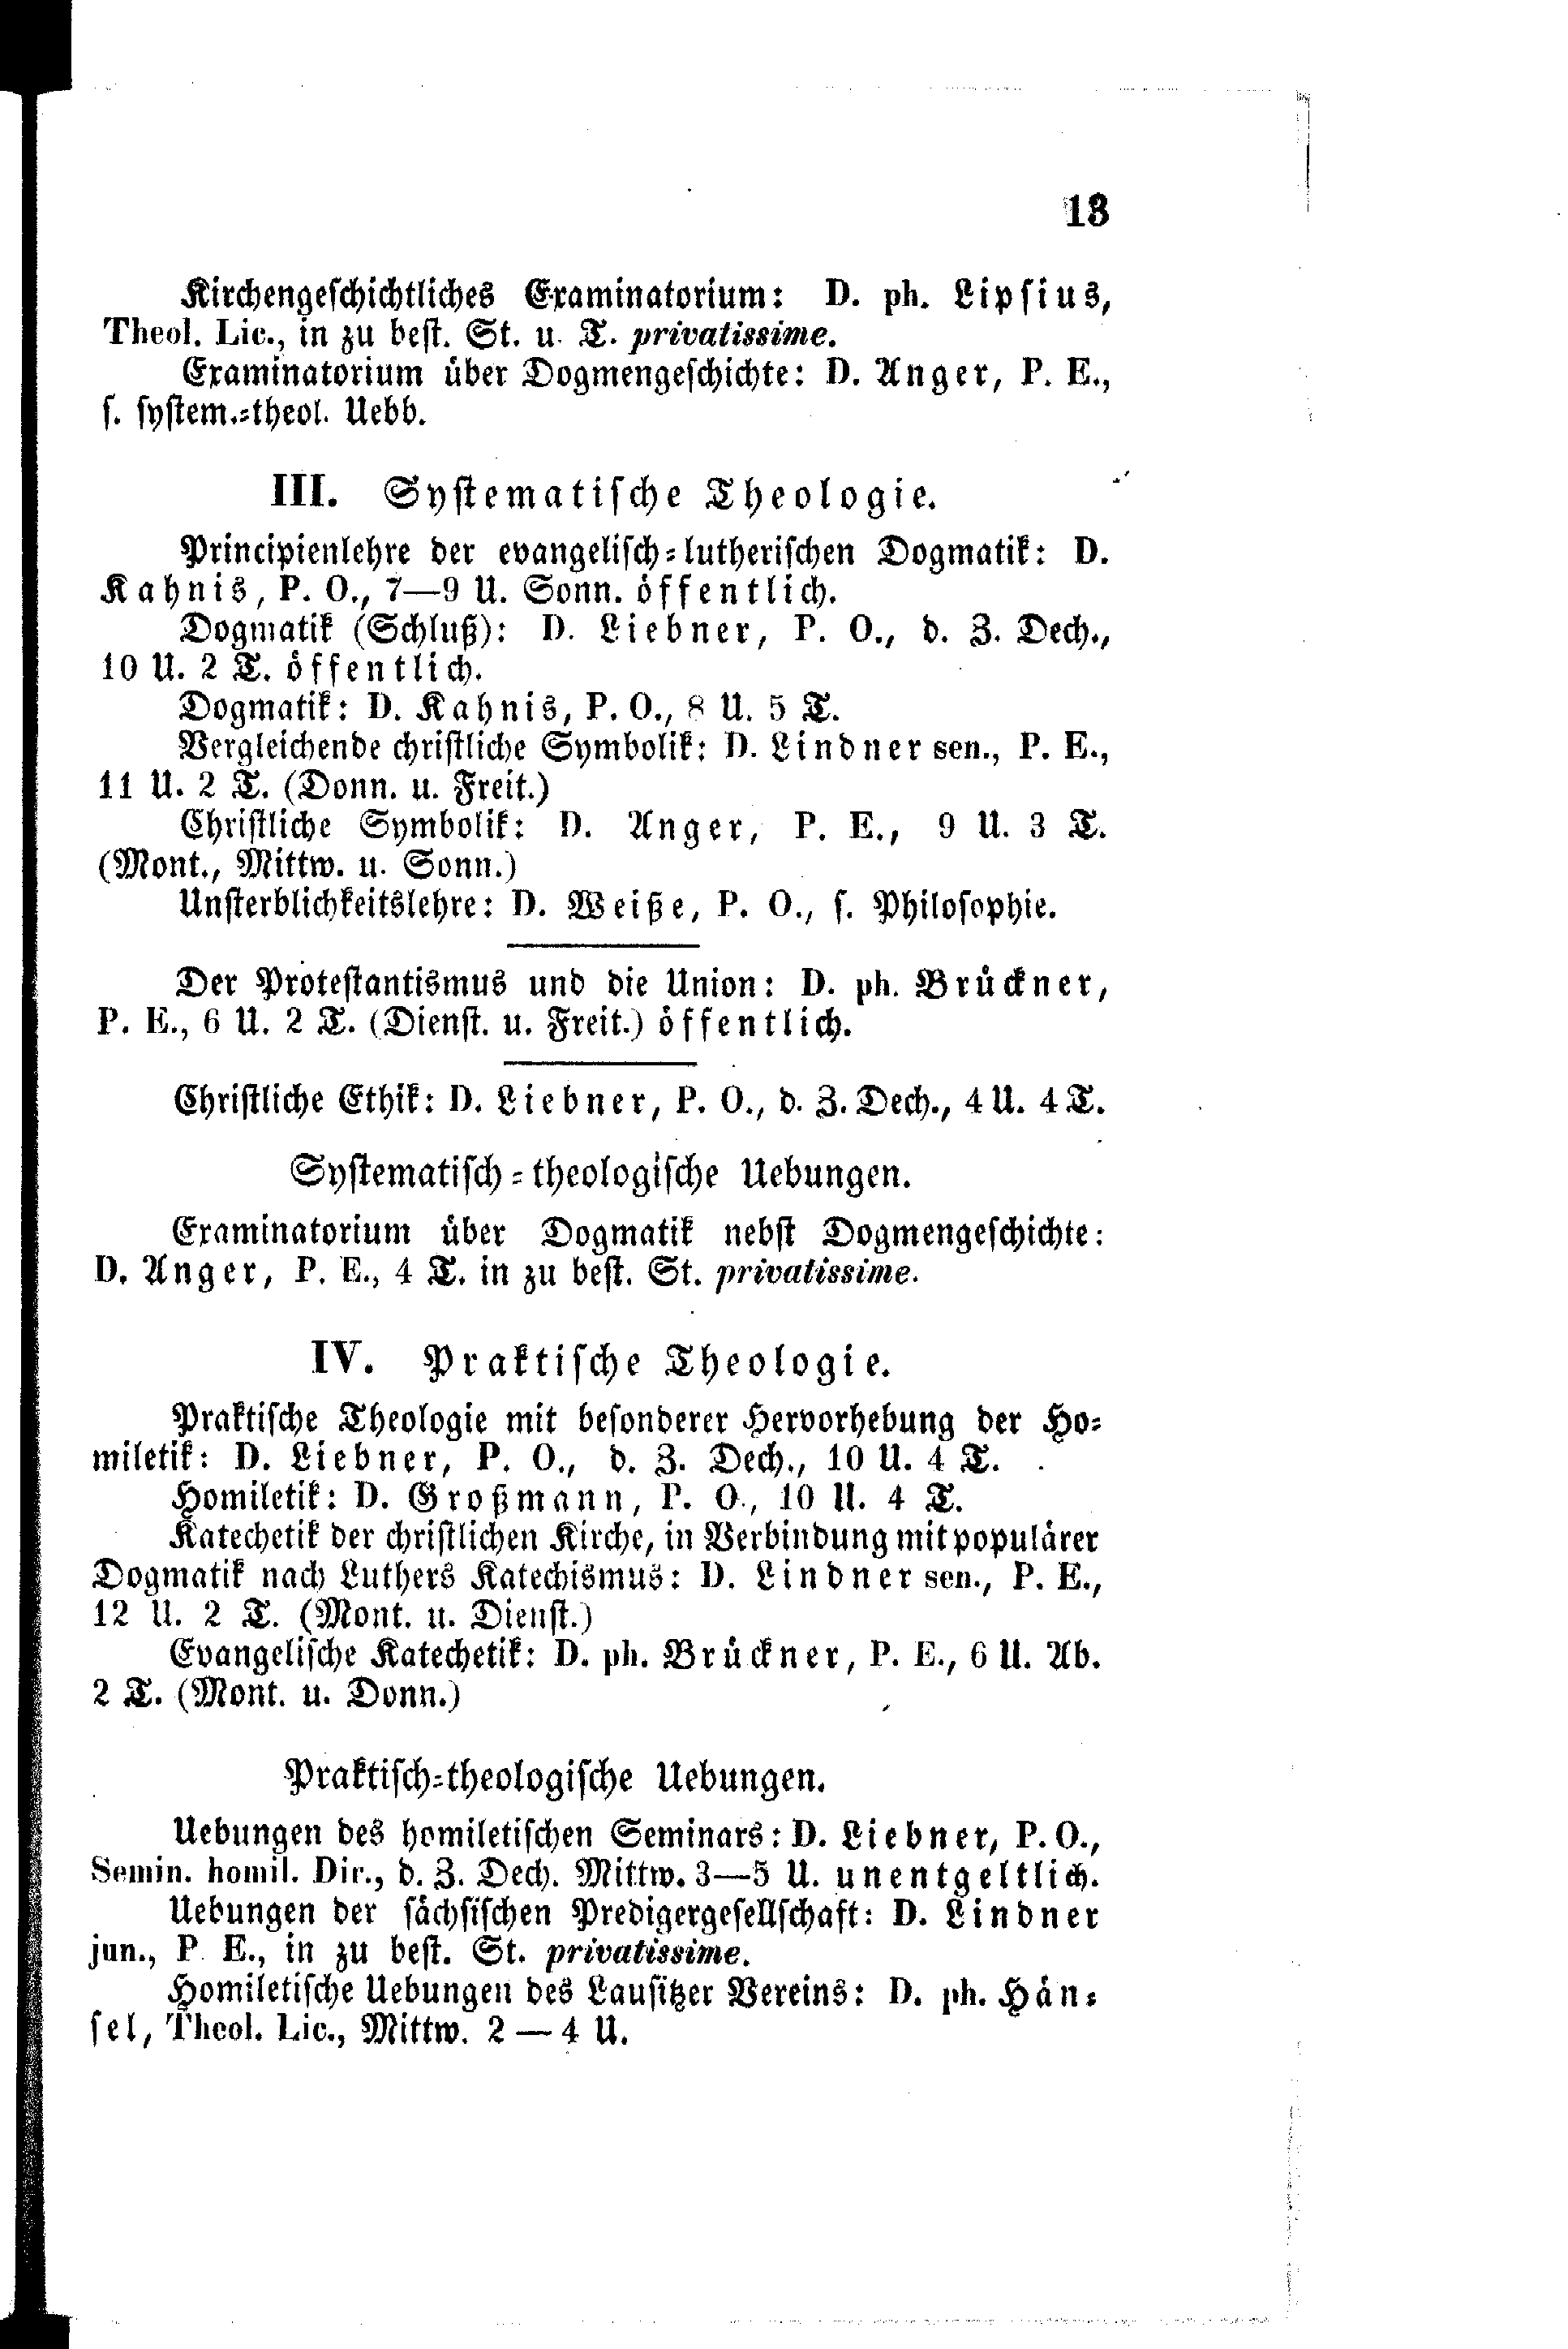 13
Kirchengeschichtliches Examinatorium: D. ph. Lipsius,
Theol. Lic., in zu best. St. u. T. privatissime.
Examinatorium über Dogmengeschichte: D. Anger, P. E.,
s. system.-theol. Uebb.
III. Systematische Theologie.
Principienlehre der evangelisch-lutherischen Dogmatik: D.
Kahnis, P. O., 7—9 U. Sonn. öffentlich.
Dogmatik (Schluß): D. Liebner, P. O., d. Z. Dech.,
10 U. 2 T. öffentlich.
Dogmatik: D. Kahnis, P. O., 8 U. 5 T.
Vergleichende christliche Symbolik: D. Lindner sen., P. E.,
11 U. 2 T. (Donn. u. Freit.)
Christliche Symbolik: D. Anger, P. E., 9 U. 3 T.
(Mont., Mittw. u. Sonn.)
Unsterblichkeitslehre: D. Weiße, P. O., s. Philosophie.
Der Protestantismus und die Union: D. ph. Brückner,
P. E., 6 U. 2 T. (Dienst. u. Freit.) öffentlich.
Christliche Ethik: D. Liebner, P. O., d. Z. Dech., 4 U. 4 T.
Systematisch-theologische Uebungen.
Examinatorium über Dogmatik nebst Dogmengeschichte:
D. Anger, P. E., 4 T. in zu best. St. privatissime.
IV. Praktische Theologie.
Praktische Theologie mit besonderer Hervorhebung der Ho-
miletik: D. Liebner, P. O., d. Z. Dech., 10 U. 4 T.
Homiletik: D. Großmann, P. O., 10 U. 4 T.
Katechetik der christlichen Kirche, in Verbindung mit populärer
Dogmatik nach Luthers Katechismus: D. Lindner sen., P. E.,
12 U. 2 T. (Mont. u. Dienst.)
Evangelische Katechetik: D. ph. Brückner, P. E., 6 U. Ab.
2 T. (Mont. u. Donn.)
Praktisch-theologische Uebungen.
Uebungen des homiletischen Seminars: D. Liebner, P. O.,
Semin. homil. Dir., d. Z. Dech. Mittw. 3—5 U. unentgeltlich.
Uebungen der sächsischen Predigergesellschaft: D. Lindner
jun., P. E., in zu best. St. privatissime.
Homiletische Uebungen des Lausitzer Vereins: D. ph. Hän-
sel, Theol. Lic., Mittw. 2 — 4 U.